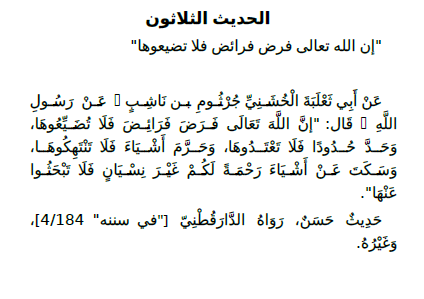 الحديث الثلاثون
"إن الله تعالى فرض فرائض فلا تضيعوها"
عَنْ أَبِي ثَعْلَبَةَ الْخُشَنِيِّ جُرْثُومِ بن نَاشِبٍ عَنْ رَسُولِ
اللَّهِ قَال: "إنَّ اللَّهَ تَعَالَى فَرَضَ فَرَائِضَ فَلَا تُضَيِّعُوهَا،
وَحَدَّ حُدُودًا فَلَا تَعْتَدُوهَا، وَحَرَّمَ أَشْيَاءَ فَلَا تَنْتَهِكُوهَا،
وَسَكَتَ عَنْ أَشْيَاءَ رَحْمَةً لَكُمْ غَيْرَ نِسْيَانٍ فَلَا تَبْحَثُوا
عَنْهَا".
حَدِيثٌ حَسَنٌ، رَوَاهُ الدَّارَقُطْنِيّ ["في سننه" 4/184]،
وَغَيْرُهُ.